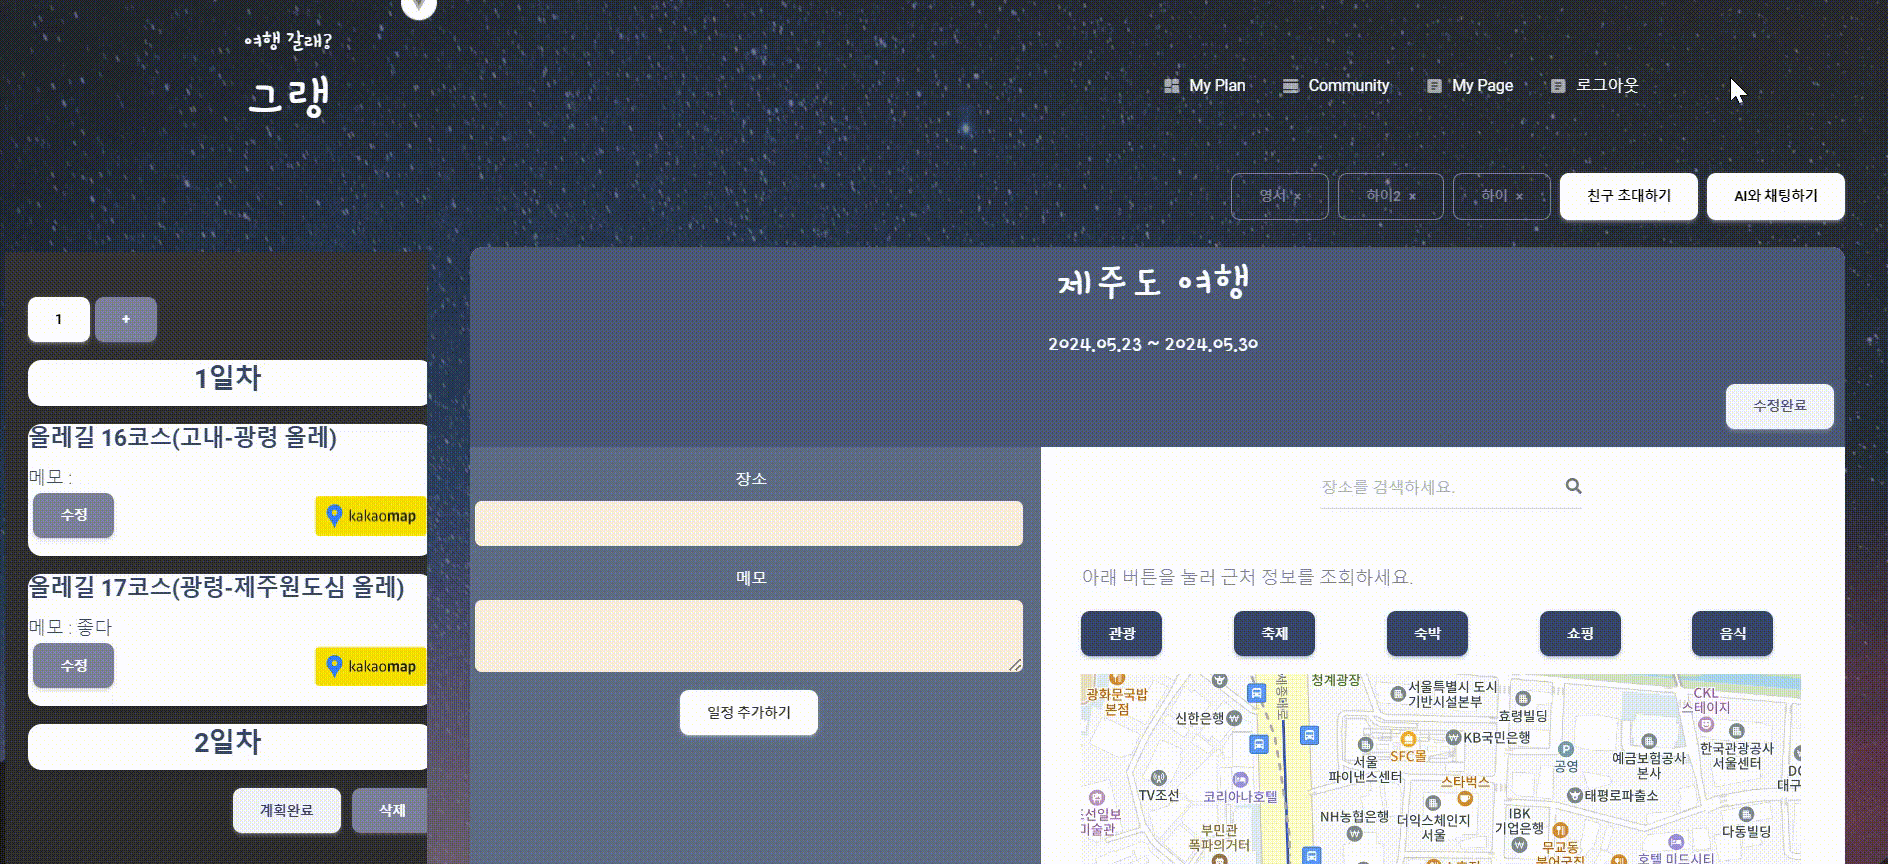 여행 갈래?
그랭
My Plan
Community
My Page
로그아웃
영서 ×
하이2 ×
하이 ×
친구 초대하기
AI와 채팅하기
1
+
1일차
올레길 16코스(고내-광령 올레)
메모 :
수정
kakaomap
올레길 17코스(광령-제주원도심 올레)
메모 : 좋다
수정
kakaomap
2일차
계획완료
삭제
제주도 여행
2024.05.23 ~ 2024.05.30
수정완료
장소
메모
일정 추가하기
장소를 검색하세요.
아래 버튼을 눌러 근처 정보를 조회하세요.
관광
축제
숙박
쇼핑
음식
광화문국밥
본점
신한은행
세종대로
청계광장
서울특별시 도시
기반시설본부
효령빌딩
CKL
스테이지
KB국민은행
SFC몰
서울
파이낸스센터
공영
예금보험공사
본사
한국관광공사
서울센터
TV조선
코리아나호텔
스타벅스
태평로파출소
대구
조선일보
미술관
부민관
폭파의거터
NH농협은행
더익스체인지
서울
IBK
기업은행
무교동
북어국집
다동빌딩
호텔 미드시티